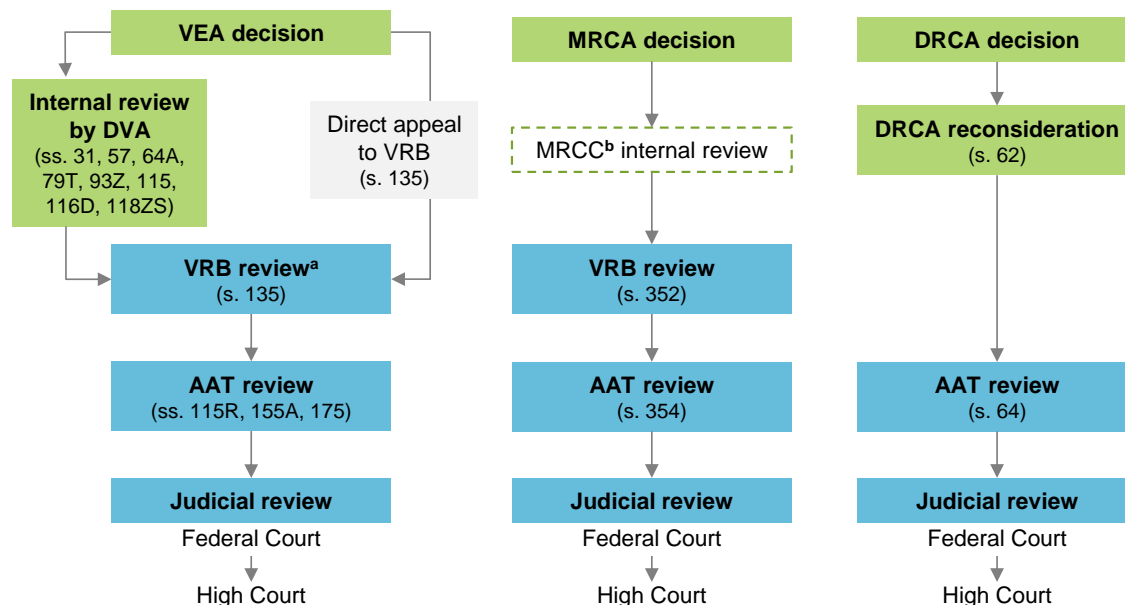 VEA decision
Internal review
by DVA
(ss. 31, 57, 64A,
79T, 93Z, 115,
116D, 118ZS)
Direct appeal
to VRB
(s. 135)
VRB reviewᵃ
(s. 135)
AAT review
(ss. 115R, 155A, 175)
Judicial review
Federal Court
High Court
MRCA decision
MRCCᵇ internal review
VRB review
(s. 352)
AAT review
(s. 354)
Judicial review
Federal Court
High Court
DRCA decision
DRCA reconsideration
(s. 62)
AAT review
(s. 64)
Judicial review
Federal Court
High Court